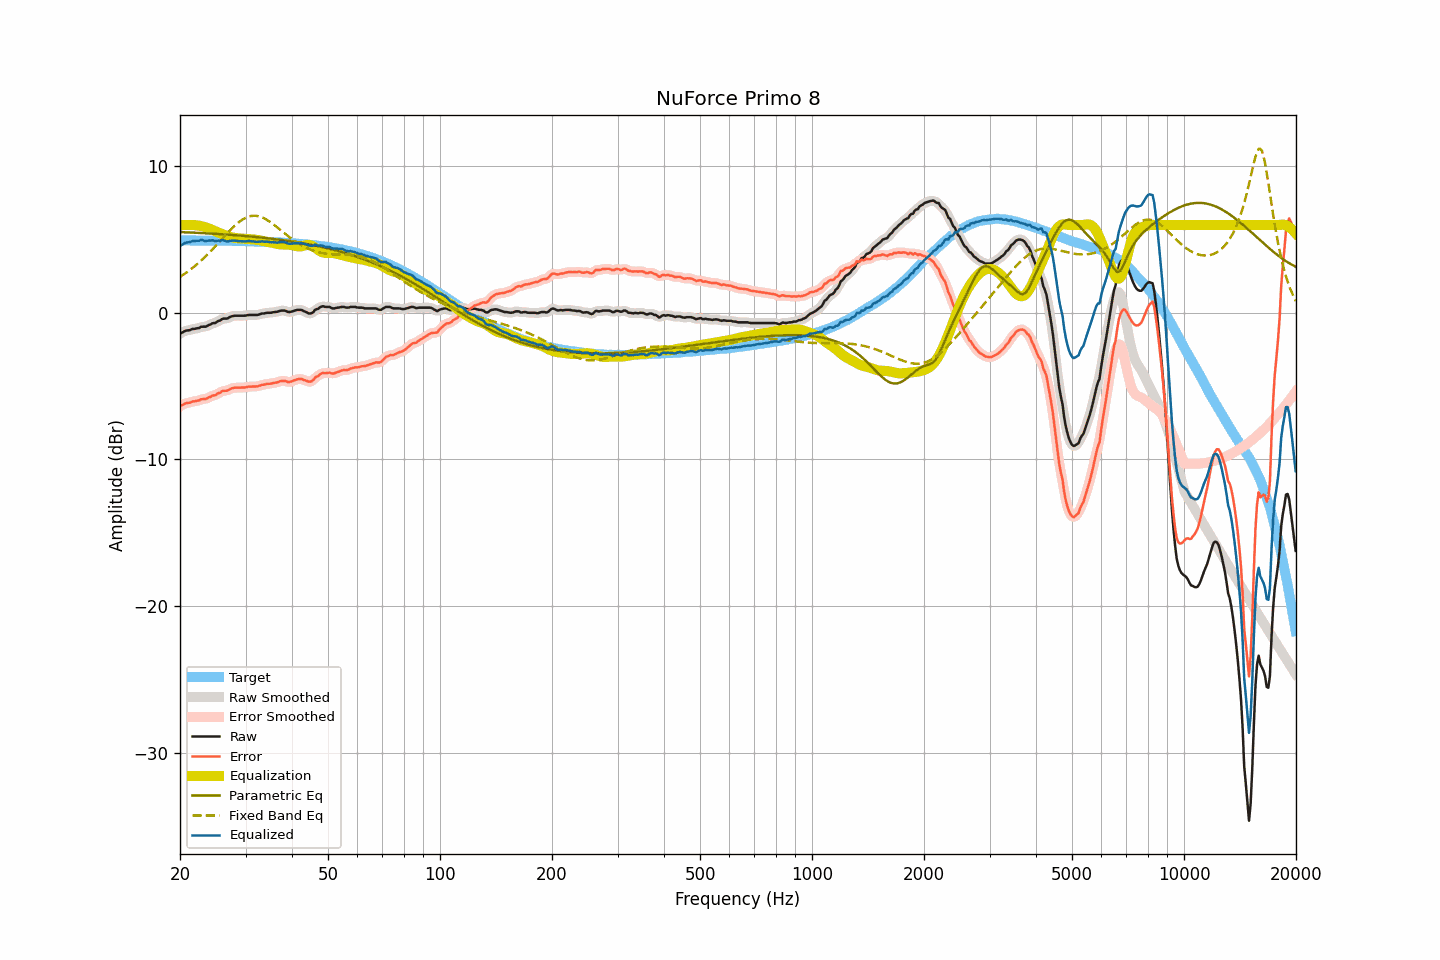 NuForce Primo 8
10
0
−10
−20
−30
Amplitude (dBr)
Target
Raw Smoothed
Error Smoothed
Raw
Error
Equalization
Parametric Eq
Fixed Band Eq
Equalized
20 50 100 200 500 1000 2000 5000 10000 20000
Frequency (Hz)